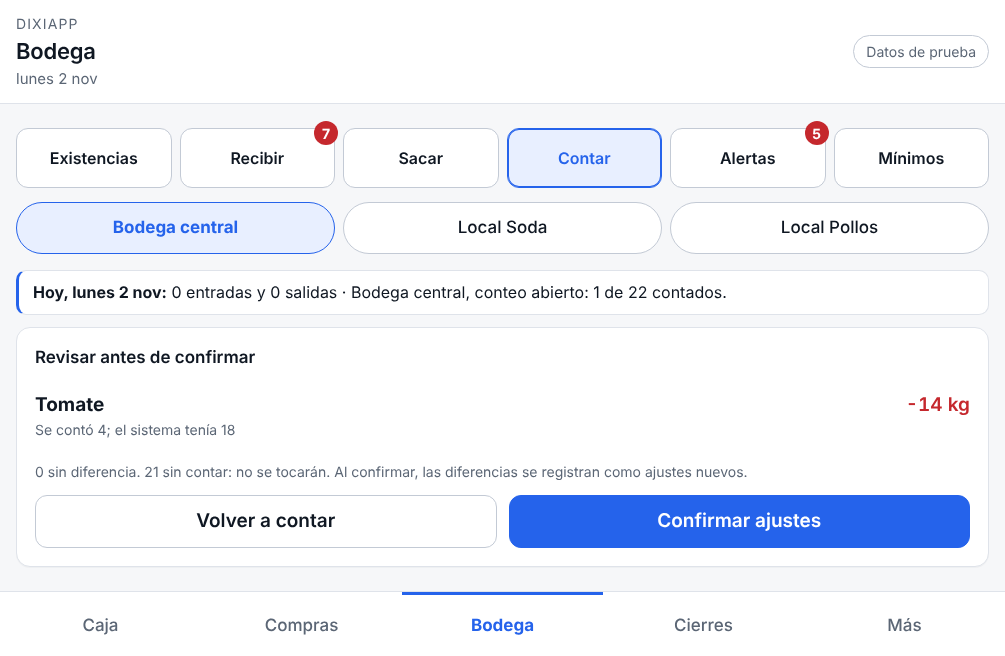 DIXIAPP
Bodega
lunes 2 nov
Datos de prueba
Existencias
Recibir
7
Sacar
Contar
Alertas
5
Mínimos
Bodega central
Local Soda
Local Pollos
Hoy, lunes 2 nov: 0 entradas y 0 salidas · Bodega central, conteo abierto: 1 de 22 contados.
Revisar antes de confirmar
Tomate
-14 kg
Se contó 4; el sistema tenía 18
0 sin diferencia. 21 sin contar: no se tocarán. Al confirmar, las diferencias se registran como ajustes nuevos.
Volver a contar
Confirmar ajustes
Caja
Compras
Bodega
Cierres
Más